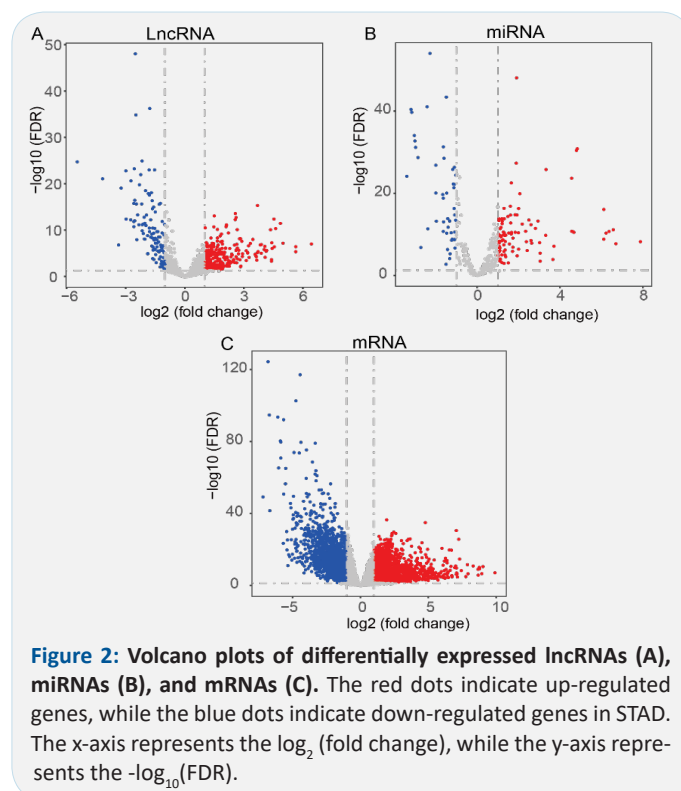 A
LncRNA
50
40
30
20
10
0
−log10 (FDR)
−6
−3
0
3
6
log2 (fold change)
B
miRNA
40
20
0
−log10 (FDR)
0
4
8
log2 (fold change)
C
mRNA
120
80
40
0
−log10 (FDR)
−5
0
5
10
log2 (fold change)
Figure 2: Volcano plots of differentially expressed lncRNAs (A),
miRNAs (B), and mRNAs (C). The red dots indicate up-regulated
genes, while the blue dots indicate down-regulated genes in STAD.
The x-axis represents the log₂ (fold change), while the y-axis repre-
sents the -log₁₀(FDR).